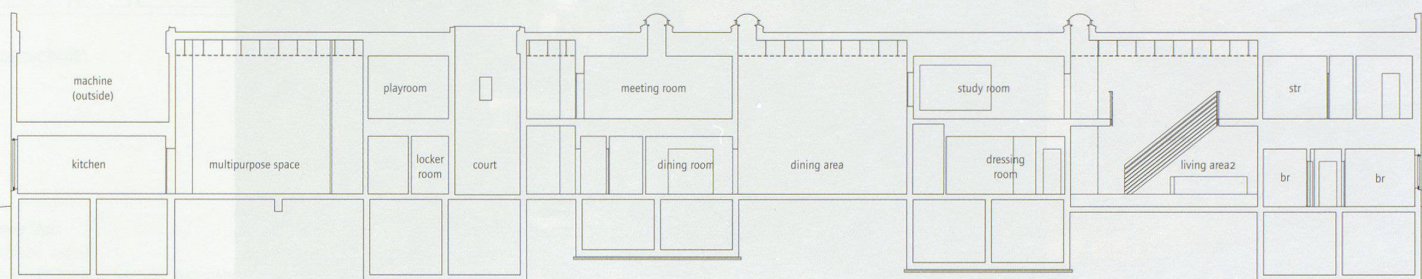 machine
(outside)
playroom
meeting room
study room
str
kitchen
multipurpose space
locker
room
court
dining room
dining area
dressing
room
living area2
br
br